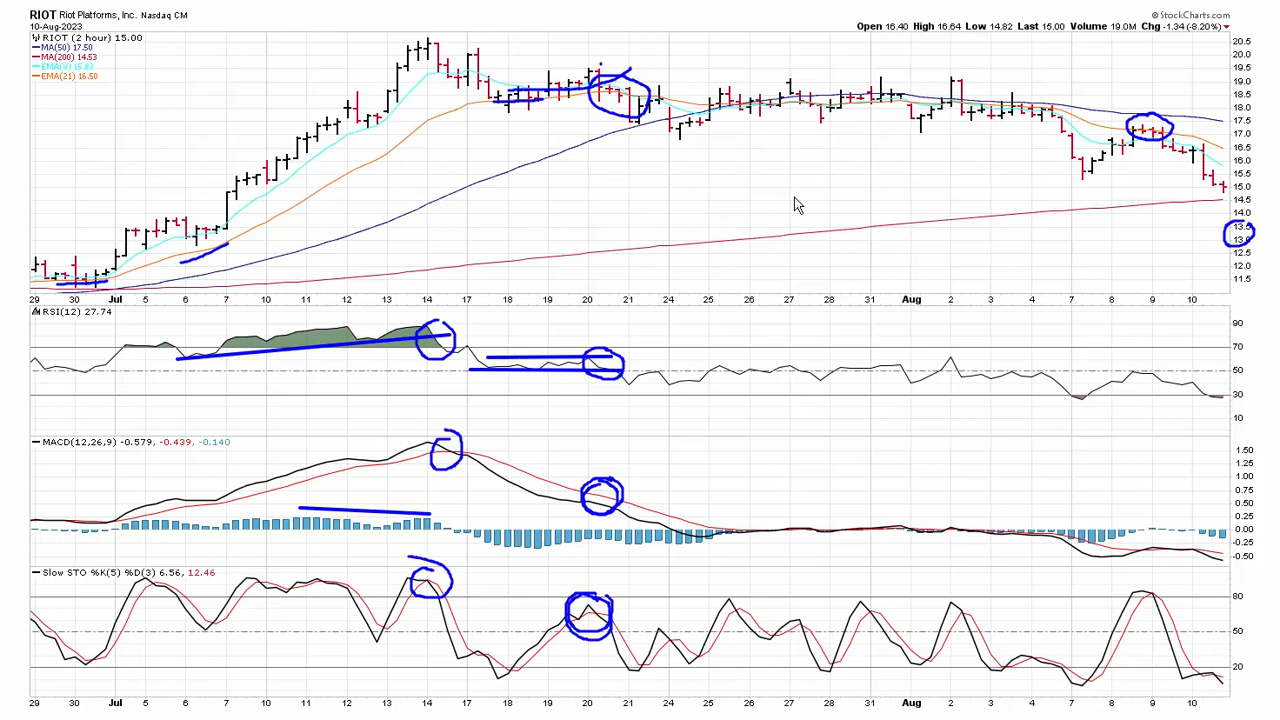 RIOT Riot Platforms, Inc. Nasdaq CM
© StockCharts.com
10-Aug-2023
Open 16.40 High 16.64 Low 14.82 Last 15.00 Volume 19.0M Chg -1.34 (-8.20%)
RIOT (2 hour) 15.00
MA(50) 17.50
MA(200) 14.53
EMA(9) 15.83
EMA(21) 16.50
20.5
20.0
19.5
19.0
18.5
18.0
17.5
17.0
16.5
16.0
15.5
15.0
14.5
14.0
13.5
13.0
12.5
12.0
11.5
29 30 Jul 5 6 7 10 11 12 13 14 17 18 19 20 21 24 25 26 27 28 31 Aug 2 3 4 7 8 9 10
RSI(12) 27.74
90
70
50
30
10
MACD(12,26,9) -0.579, -0.439, -0.140
1.50
1.25
1.00
0.75
0.50
0.25
0.00
-0.25
-0.50
Slow STO %K(5) %D(3) 6.56, 12.46
80
50
20
29 30 Jul 5 6 7 10 11 12 13 14 17 18 19 20 21 24 25 26 27 28 31 Aug 2 3 4 7 8 9 10